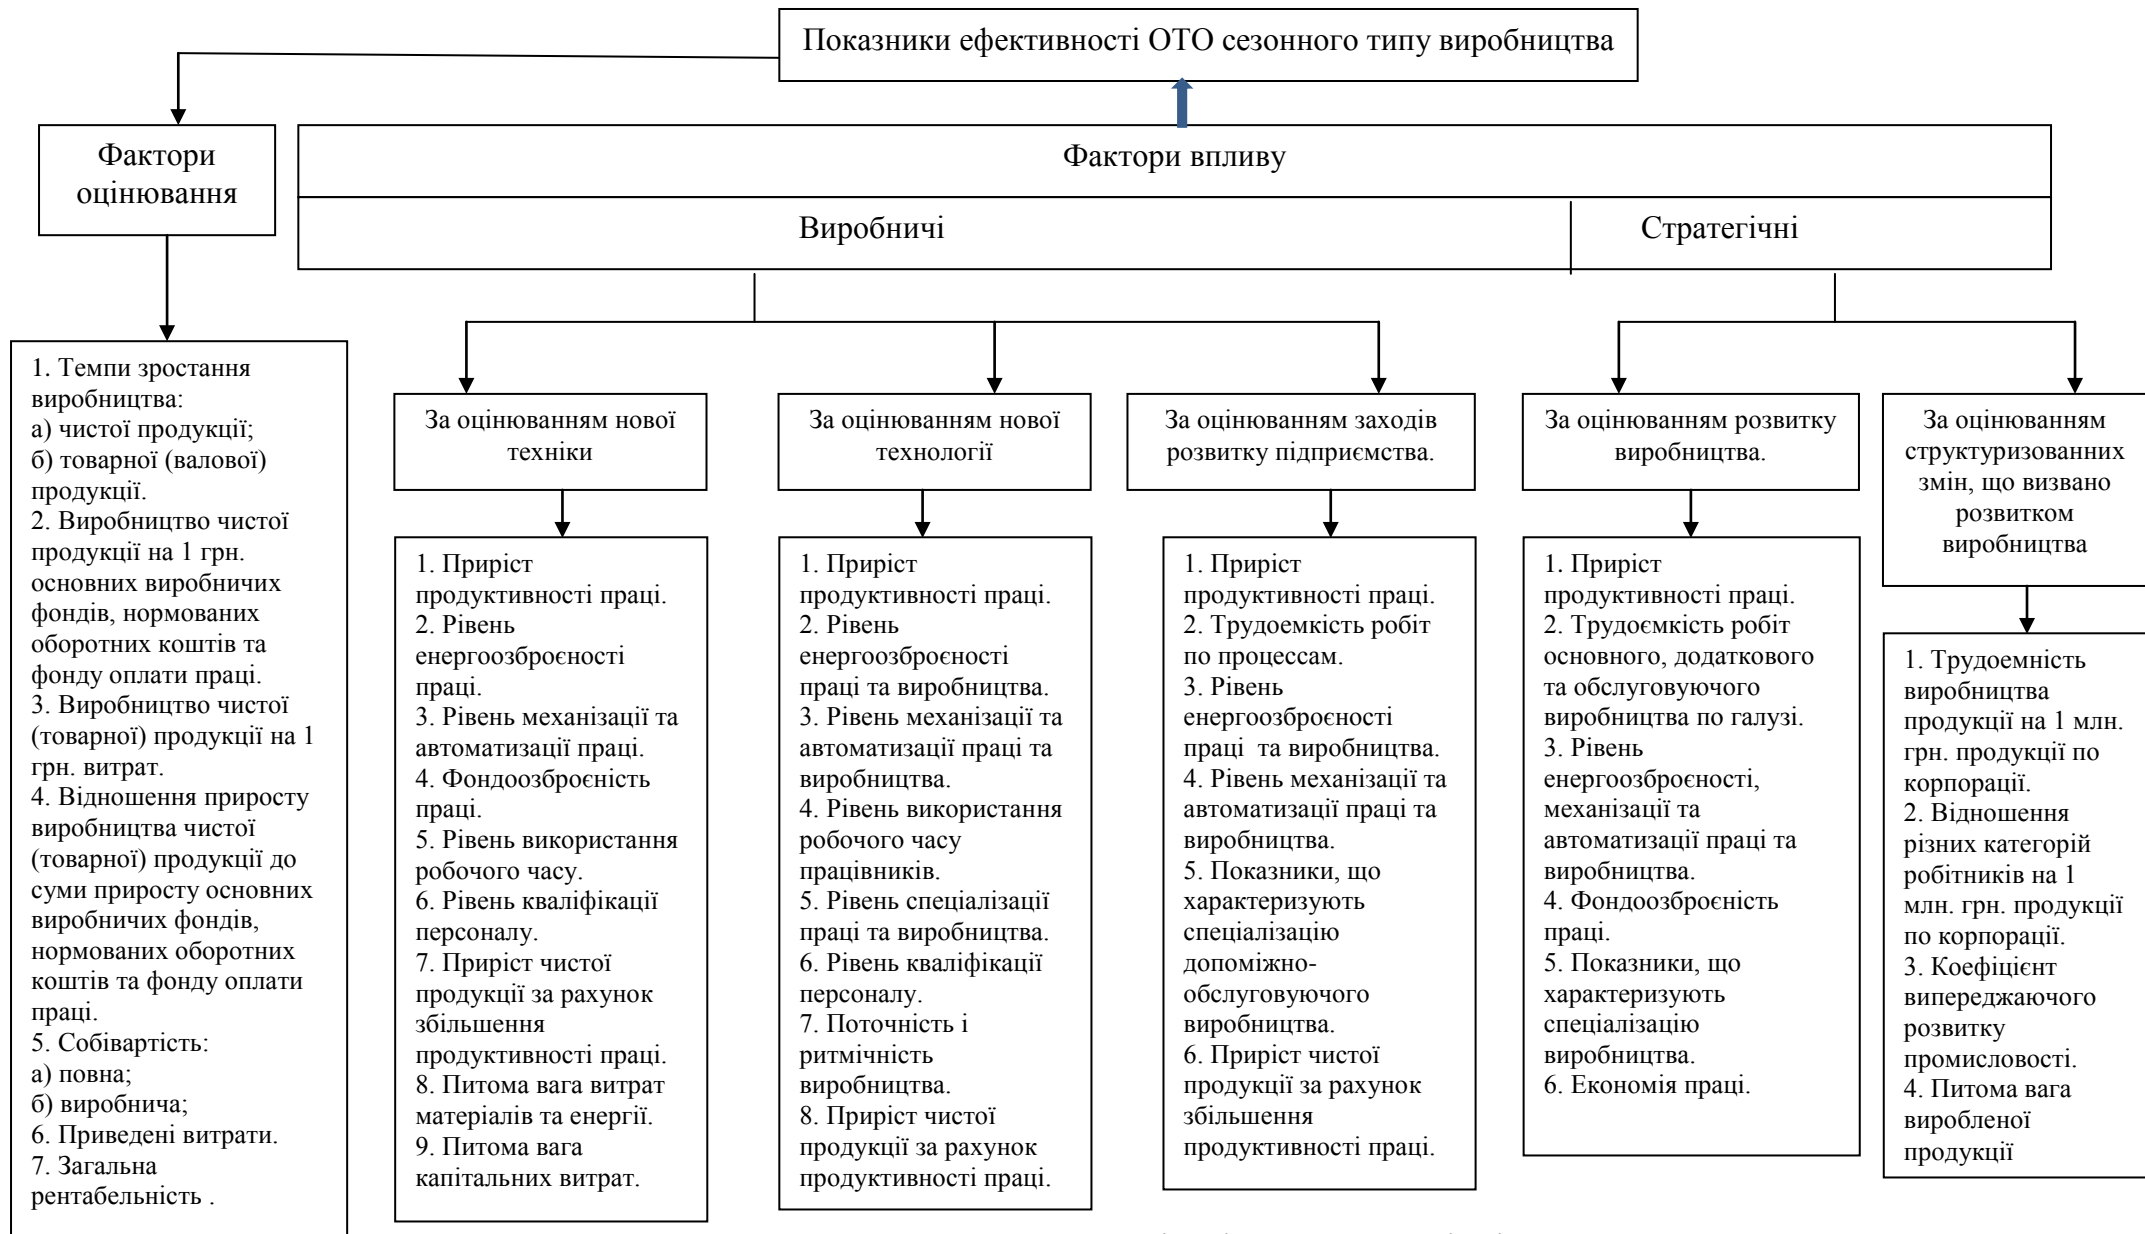 Показники ефективності ОТО сезонного типу виробництва
Фактори
оцінювання
Фактори впливу
Виробничі
Стратегічні
1. Темпи зростання
виробництва:
а) чистої продукції;
б) товарної (валової)
продукції.
2. Виробництво чистої
продукції на 1 грн.
основних виробничих
фондів, нормованих
оборотних коштів та
фонду оплати праці.
3. Виробництво чистої
(товарної) продукції на 1
грн. витрат.
4. Відношення приросту
виробництва чистої
(товарної) продукції до
суми приросту основних
виробничих фондів,
нормованих оборотних
коштів та фонду оплати
праці.
5. Собівартість:
а) повна;
б) виробнича;
6. Приведені витрати.
7. Загальна
рентабельність .
За оцінюванням нової
техніки
1. Приріст
продуктивності праці.
2. Рівень
енергоозброєності
праці.
3. Рівень механізації та
автоматизації праці.
4. Фондоозброєність
праці.
5. Рівень використання
робочого часу.
6. Рівень кваліфікації
персоналу.
7. Приріст чистої
продукції за рахунок
збільшення
продуктивності праці.
8. Питома вага витрат
матеріалів та енергії.
9. Питома вага
капітальних витрат.
За оцінюванням нової
технології
1. Приріст
продуктивності праці.
2. Рівень
енергоозброєності
праці та виробництва.
3. Рівень механізації та
автоматизації праці та
виробництва.
4. Рівень використання
робочого часу
працівників.
5. Рівень спеціалізації
праці та виробництва.
6. Рівень кваліфікації
персоналу.
7. Поточність і
ритмічність
виробництва.
8. Приріст чистої
продукції за рахунок
продуктивності праці.
За оцінюванням заходів
розвитку підприємства.
1. Приріст
продуктивності праці.
2. Трудоемкість робіт
по процессам.
3. Рівень
енергоозброєності
праці та виробництва.
4. Рівень механізації та
автоматизації праці та
виробництва.
5. Показники, що
характеризують
спеціалізацію
допоміжно-
обслуговуючого
виробництва.
6. Приріст чистої
продукції за рахунок
збільшення
продуктивності праці.
За оцінюванням розвитку
виробництва.
1. Приріст
продуктивності праці.
2. Трудоємкість робіт
основного, додаткового
та обслуговуючого
виробництва по галузі.
3. Рівень
енергоозброєності,
механізації та
автоматизації праці та
виробництва.
4. Фондоозброєність
праці.
5. Показники, що
характеризують
спеціалізацію
виробництва.
6. Економія праці.
За оцінюванням
структуризованних
змін, що визвано
розвитком
виробництва
1. Трудоемність
виробництва
продукції на 1 млн.
грн. продукції по
корпорації.
2. Відношення
різних категорій
робітників на 1
млн. грн. продукції
по корпорації.
3. Коефіцієнт
випереджаючого
розвитку
промисловості.
4. Питома вага
виробленої
продукції